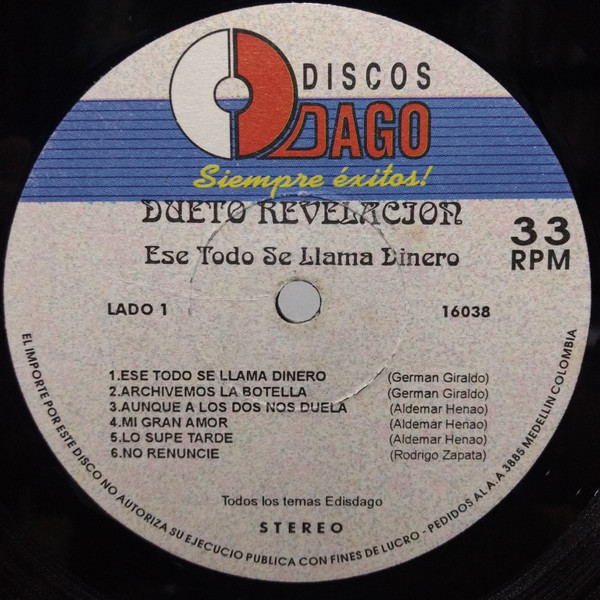 DISCOS
DAGO
Siempre éxitos!
DUETO REVELACION
Ese Todo Se Llama Dinero
33
RPM
LADO 1
16038
1.ESE TODO SE LLAMA DINERO (German Giraldo)
2.ARCHIVEMOS LA BOTELLA (German Giraldo)
3.AUNQUE A LOS DOS NOS DUELA (Aldemar Henao)
4.MI GRAN AMOR (Aldemar Henao)
5.LO SUPE TARDE (Aldemar Henao)
6.NO RENUNCIE (Rodrigo Zapata)
Todos los temas Edisdago
STEREO
EL IMPORTE POR ESTE DISCO NO AUTORIZA SU EJECUCIO PUBLICA CON FINES DE LUCRO - PEDIDOS AL A.A 3885 MEDELLIN COLOMBIA